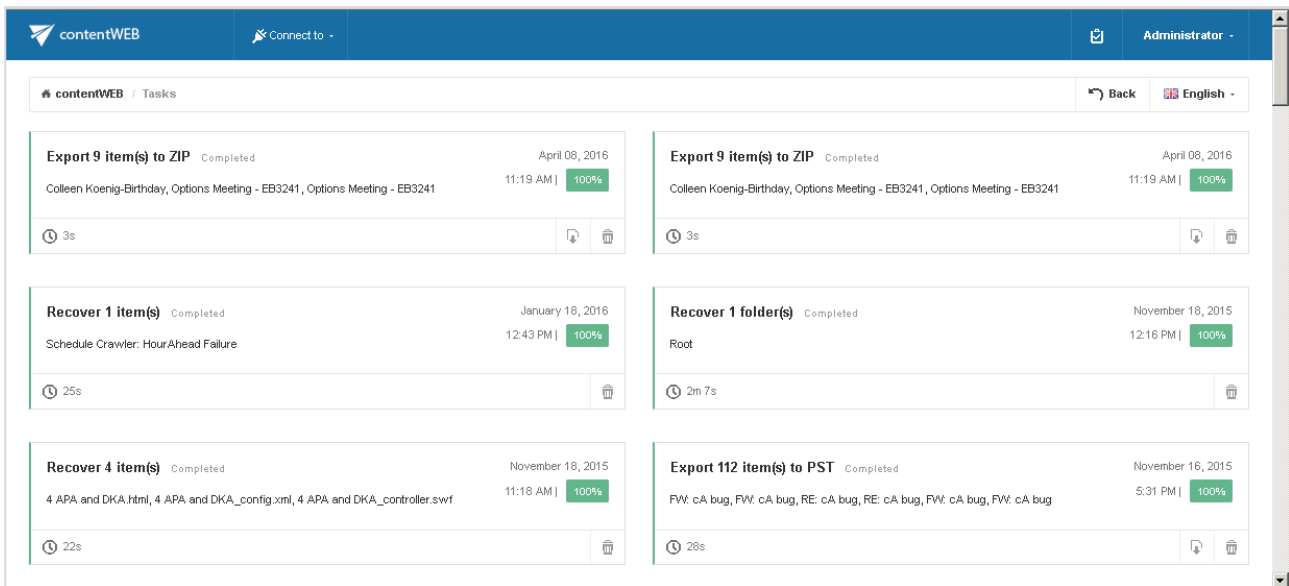 contentWEB
Connect to
Administrator
contentWEB / Tasks
Back
English
Export 9 item(s) to ZIP Completed
April 08, 2016
Colleen Koenig-Birthday, Options Meeting - EB3241, Options Meeting - EB3241
11:19 AM | 100%
3s
Export 9 item(s) to ZIP Completed
April 08, 2016
Colleen Koenig-Birthday, Options Meeting - EB3241, Options Meeting - EB3241
11:19 AM | 100%
3s
Recover 1 item(s) Completed
January 18, 2016
12:43 PM | 100%
Schedule Crawler: HourAhead Failure
25s
Recover 1 folder(s) Completed
November 18, 2015
12:16 PM | 100%
Root
2m 7s
Recover 4 item(s) Completed
November 18, 2015
11:18 AM | 100%
4 APA and DKA.html, 4 APA and DKA_config.xml, 4 APA and DKA_controller.swf
22s
Export 112 item(s) to PST Completed
November 16, 2015
5:31 PM | 100%
FW: cA bug, FW: cA bug, RE: cA bug, RE: cA bug, FW: cA bug, FW: cA bug
28s